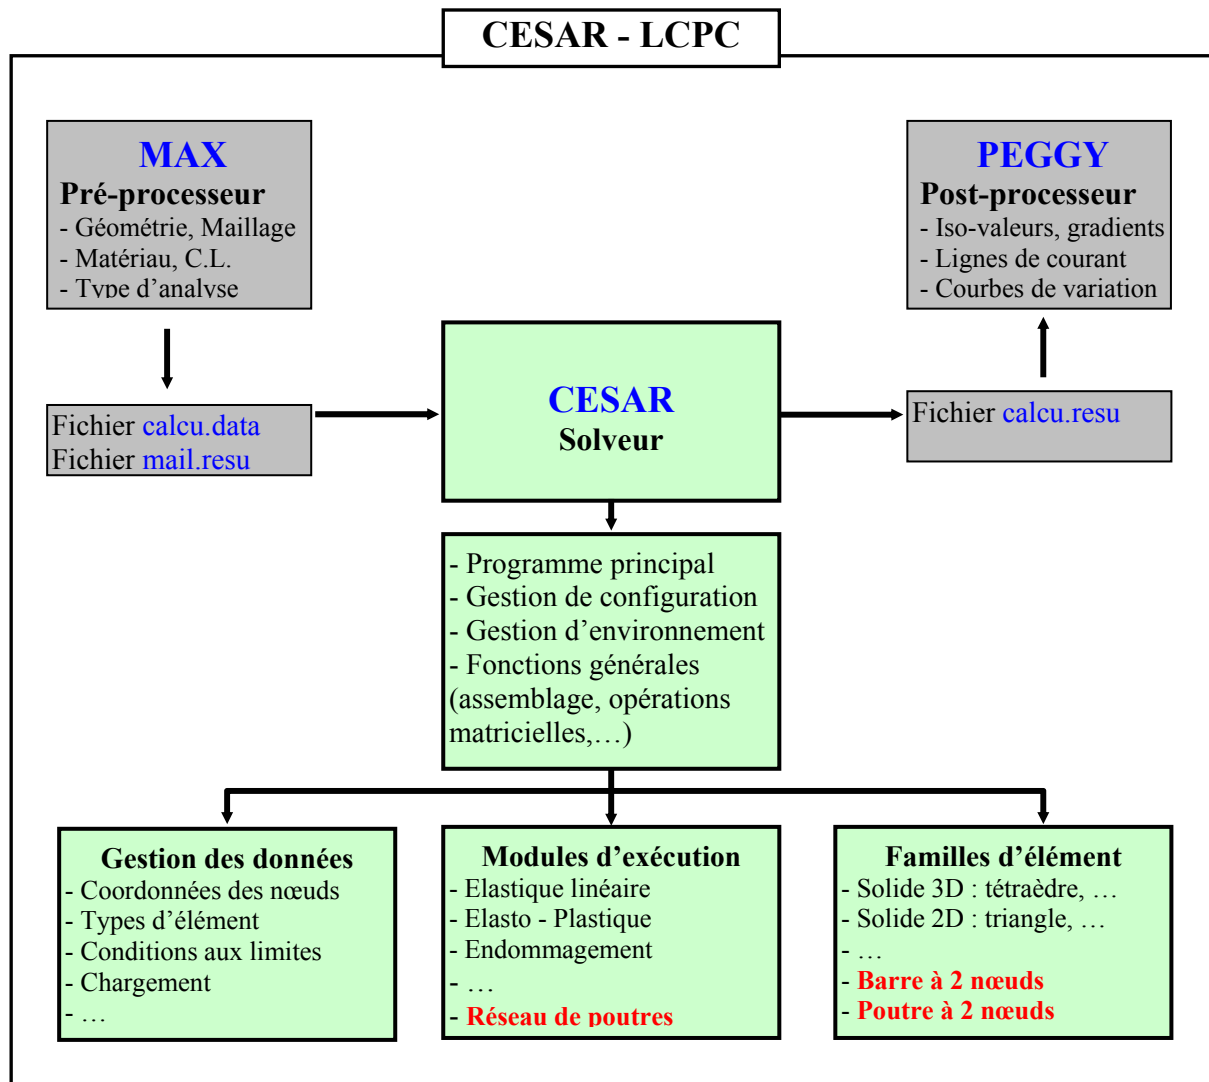 CESAR - LCPC
MAX
Pré-processeur
- Géométrie, Maillage
- Matériau, C.L.
- Type d’analyse
PEGGY
Post-processeur
- Iso-valeurs, gradients
- Lignes de courant
- Courbes de variation
Fichier calcu.data
Fichier mail.resu
CESAR
Solveur
Fichier calcu.resu
- Programme principal
- Gestion de configuration
- Gestion d’environnement
- Fonctions générales
(assemblage, opérations
matricielles,…)
Gestion des données
- Coordonnées des nœuds
- Types d’élément
- Conditions aux limites
- Chargement
- …
Modules d’exécution
- Elastique linéaire
- Elasto - Plastique
- Endommagement
- …
- Réseau de poutres
Familles d’élément
- Solide 3D : tétraèdre, …
- Solide 2D : triangle, …
- …
- Barre à 2 nœuds
- Poutre à 2 nœuds